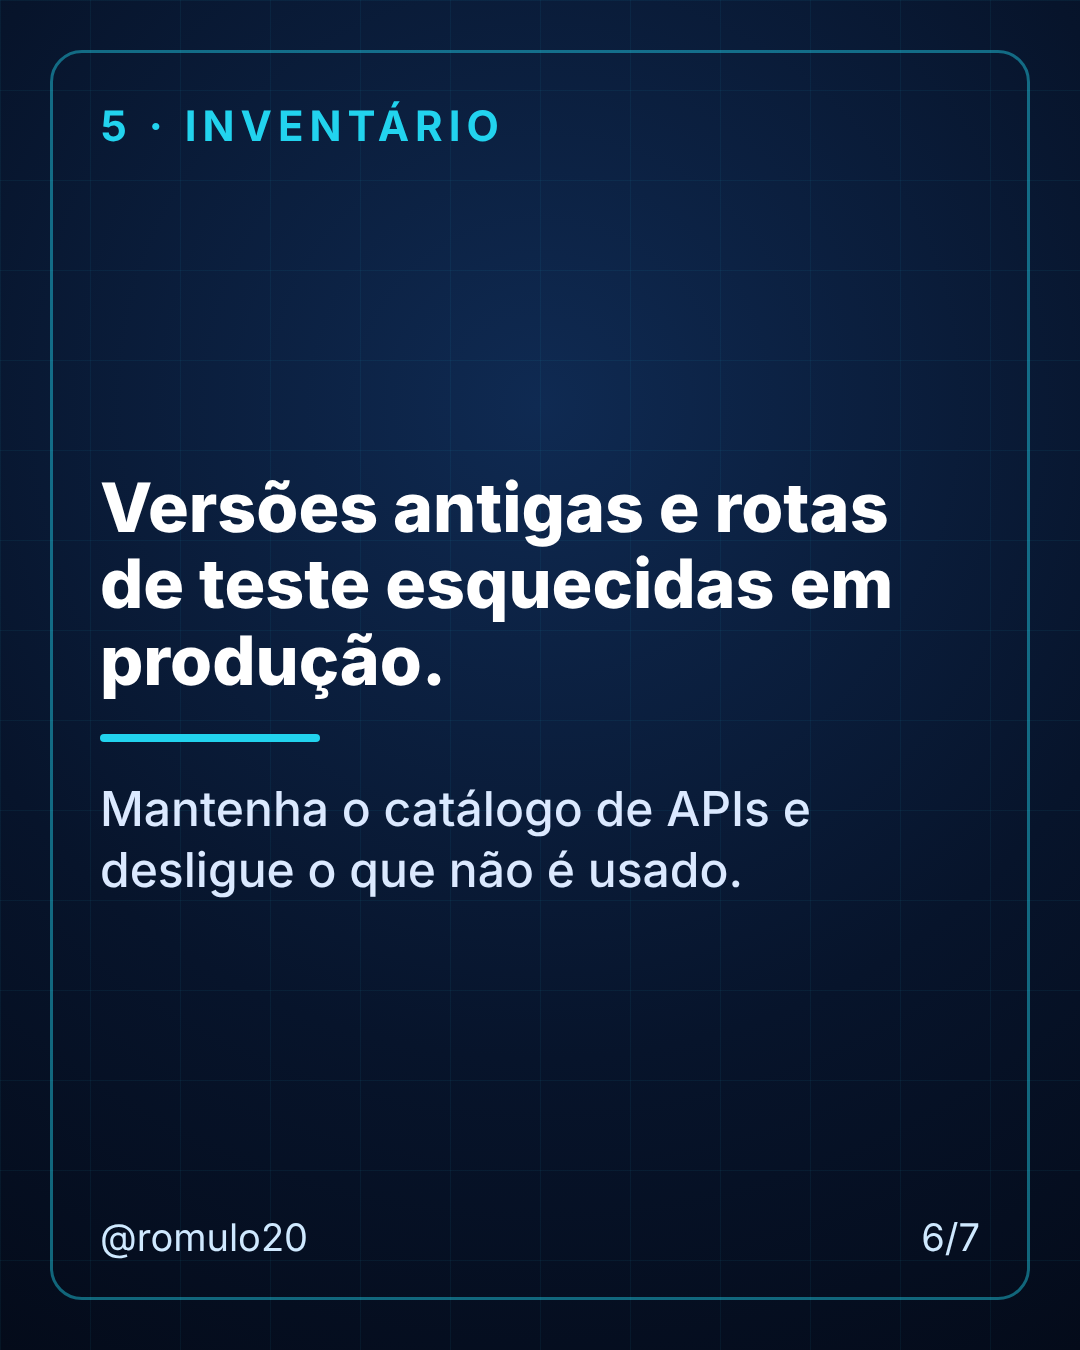 5 · INVENTÁRIO
Versões antigas e rotas
de teste esquecidas em
produção.
Mantenha o catálogo de APIs e
desligue o que não é usado.
@romulo20
6/7